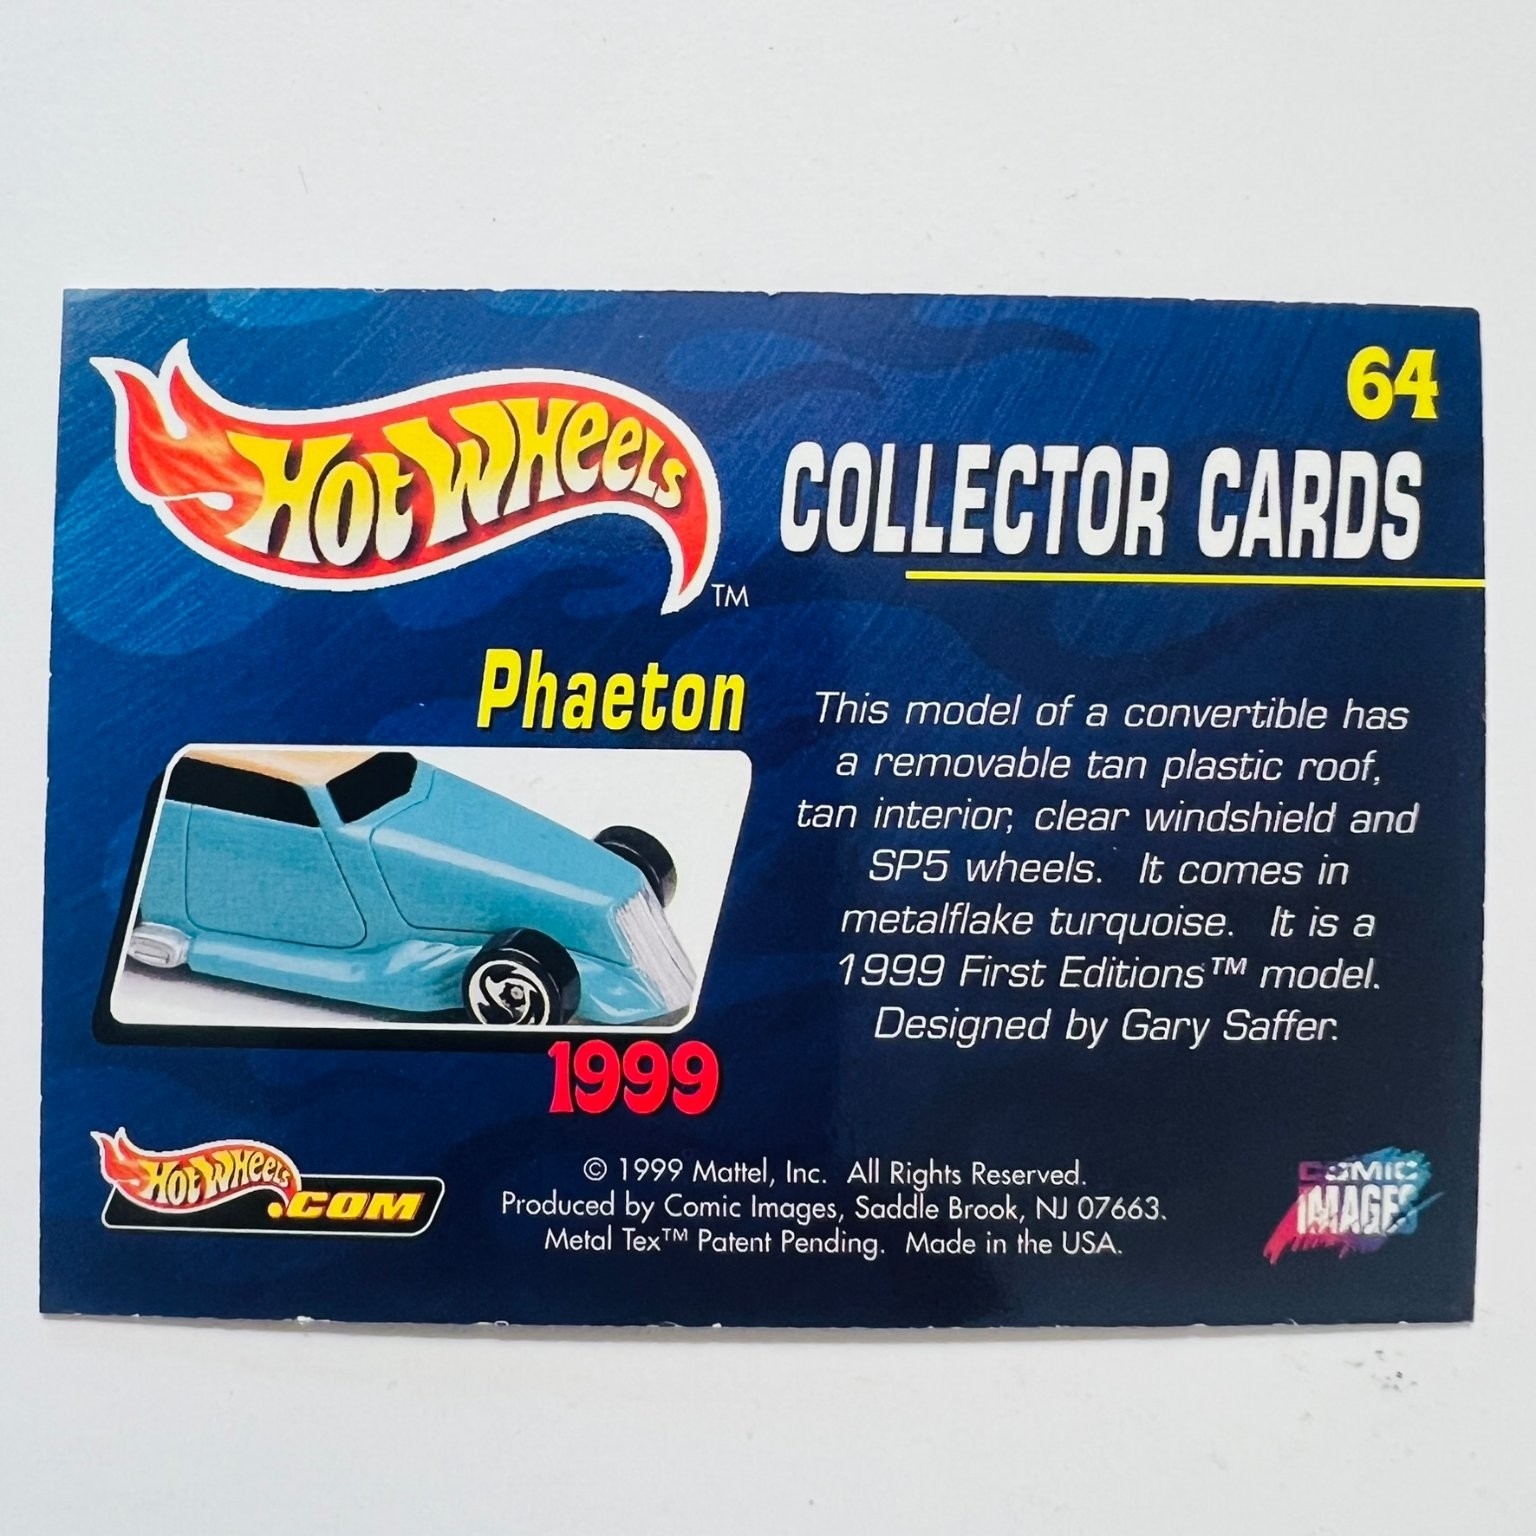 64
HOT WHEELS
TM
COLLECTOR CARDS
Phaeton
1999
This model of a convertible has
a removable tan plastic roof,
tan interior, clear windshield and
SP5 wheels. It comes in
metalflake turquoise. It is a
1999 First Editions™ model.
Designed by Gary Saffer.
HOT WHEELS
.COM
© 1999 Mattel, Inc. All Rights Reserved.
Produced by Comic Images, Saddle Brook, NJ 07663.
Metal Tex™ Patent Pending. Made in the USA.
COMIC
IMAGES